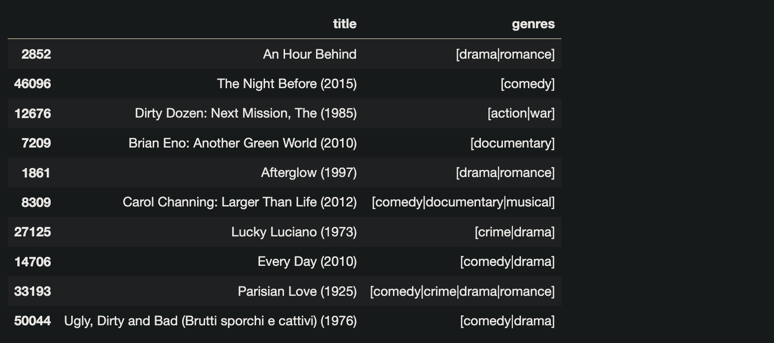 title genres
2852 An Hour Behind [drama|romance]
46096 The Night Before (2015) [comedy]
12676 Dirty Dozen: Next Mission, The (1985) [action|war]
7209 Brian Eno: Another Green World (2010) [documentary]
1861 Afterglow (1997) [drama|romance]
8309 Carol Channing: Larger Than Life (2012) [comedy|documentary|musical]
27125 Lucky Luciano (1973) [crime|drama]
14706 Every Day (2010) [comedy|drama]
33193 Parisian Love (1925) [comedy|crime|drama|romance]
50044 Ugly, Dirty and Bad (Brutti sporchi e cattivi) (1976) [comedy|drama]